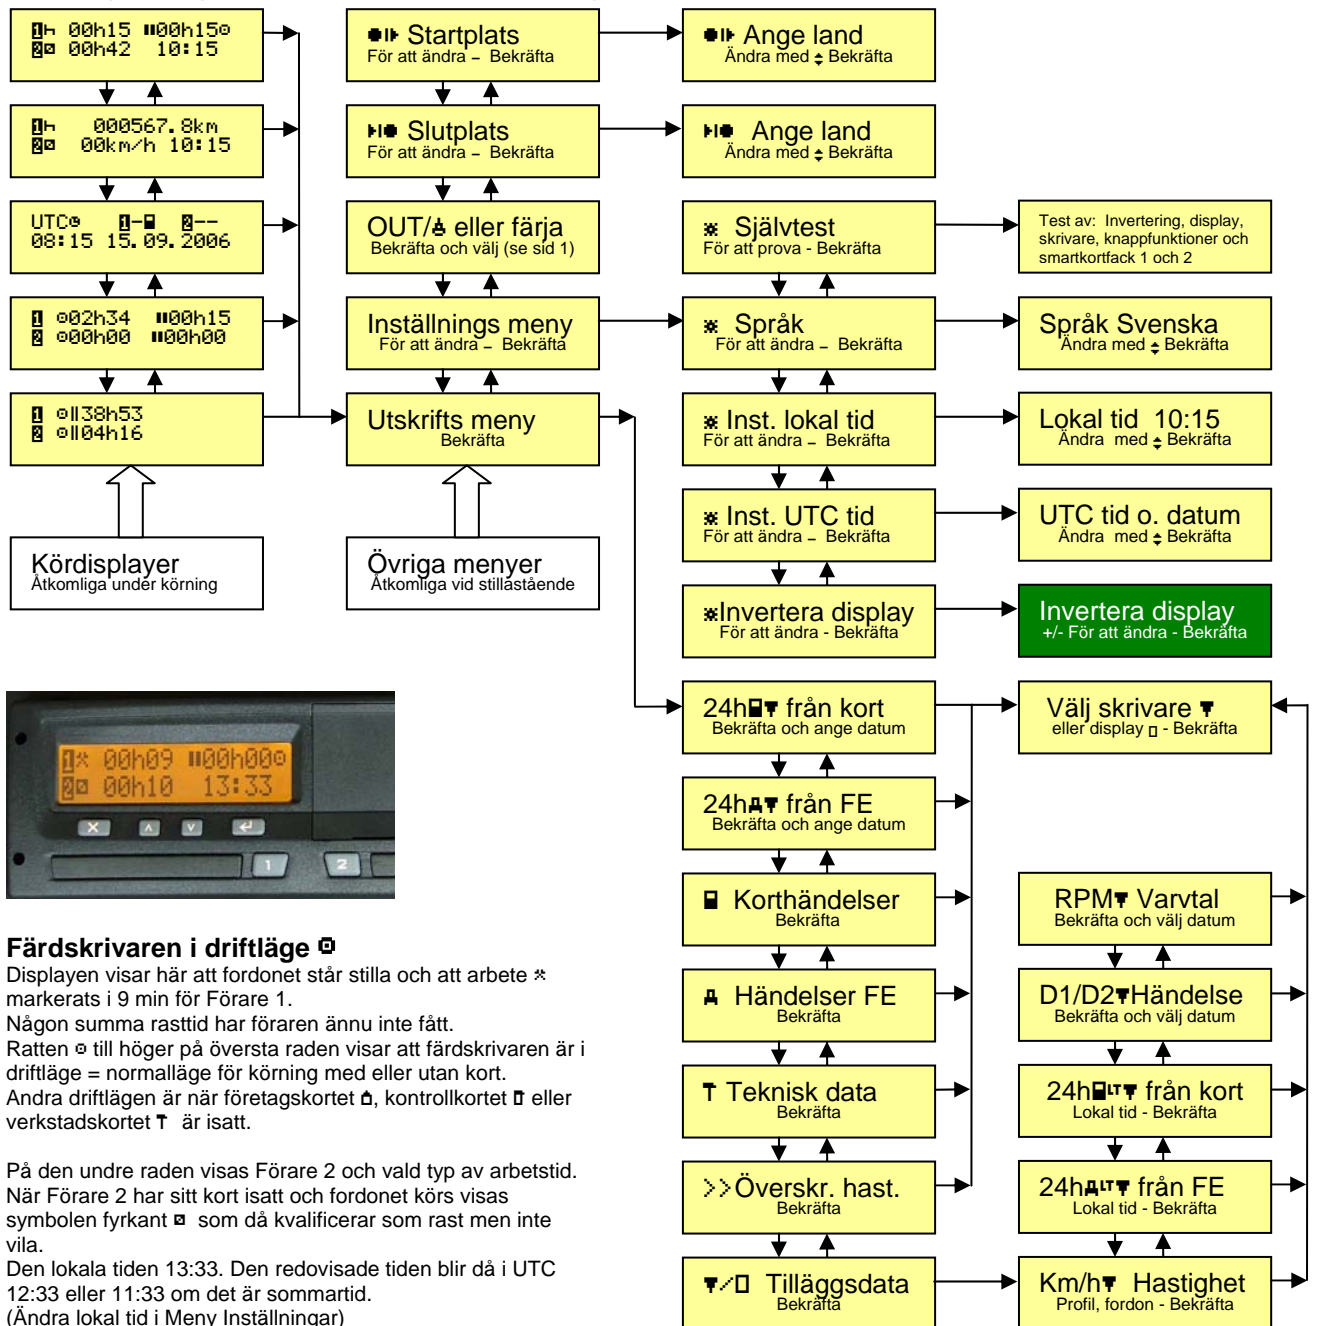 1 00h15 00h15
2 00h42 10:15
1 000567.8km
2 00km/h 10:15
UTC 1- 2--
08:15 15.09.2006
1 02h34 00h15
2 00h00 00h00
1 38h53
2 04h16
Kördisplayer
Åtkomliga under körning
Startplats
För att ändra – Bekräfta
Slutplats
För att ändra – Bekräfta
OUT/ eller färja
Bekräfta och välj (se sid 1)
Inställnings meny
För att ändra – Bekräfta
Utskrifts meny
Bekräfta
Övriga menyer
Åtkomliga vid stillastående
Ange land
Ändra med Bekräfta
Ange land
Ändra med Bekräfta
Självtest
För att prova - Bekräfta
Test av: Invertering, display,
skrivare, knappfunktioner och
smartkortfack 1 och 2
Språk
För att ändra – Bekräfta
Språk Svenska
Ändra med Bekräfta
Inst. lokal tid
För att ändra – Bekräfta
Lokal tid 10:15
Ändra med Bekräfta
Inst. UTC tid
För att ändra – Bekräfta
UTC tid o. datum
Ändra med Bekräfta
Invertera display
För att ändra - Bekräfta
Invertera display
+/- För att ändra - Bekräfta
24h från kort
Bekräfta och ange datum
Välj skrivare
eller display - Bekräfta
24h från FE
Bekräfta och ange datum
Korthändelser
Bekräfta
Händelser FE
Bekräfta
Teknisk data
Bekräfta
>>Överskr. hast.
Bekräfta
Tilläggsdata
Bekräfta
RPM Varvtal
Bekräfta och välj datum
D1/D2 Händelse
Bekräfta och välj datum
24h LT från kort
Lokal tid - Bekräfta
24h LT från FE
Lokal tid - Bekräfta
Km/h Hastighet
Profil, fordon - Bekräfta
1 00h09 00h00
2 00h10 13:33
1 2
Färdskrivaren i driftläge
Displayen visar här att fordonet står stilla och att arbete
markerats i 9 min för Förare 1.
Någon summa rasttid har föraren ännu inte fått.
Ratten till höger på översta raden visar att färdskrivaren är i
driftläge = normalläge för körning med eller utan kort.
Andra driftlägen är när företagskortet , kontrollkortet eller
verkstadskortet är isatt.
På den undre raden visas Förare 2 och vald typ av arbetstid.
När Förare 2 har sitt kort isatt och fordonet körs visas
symbolen fyrkant som då kvalificerar som rast men inte
vila.
Den lokala tiden 13:33. Den redovisade tiden blir då i UTC
12:33 eller 11:33 om det är sommartid.
(Ändra lokal tid i Meny Inställningar)